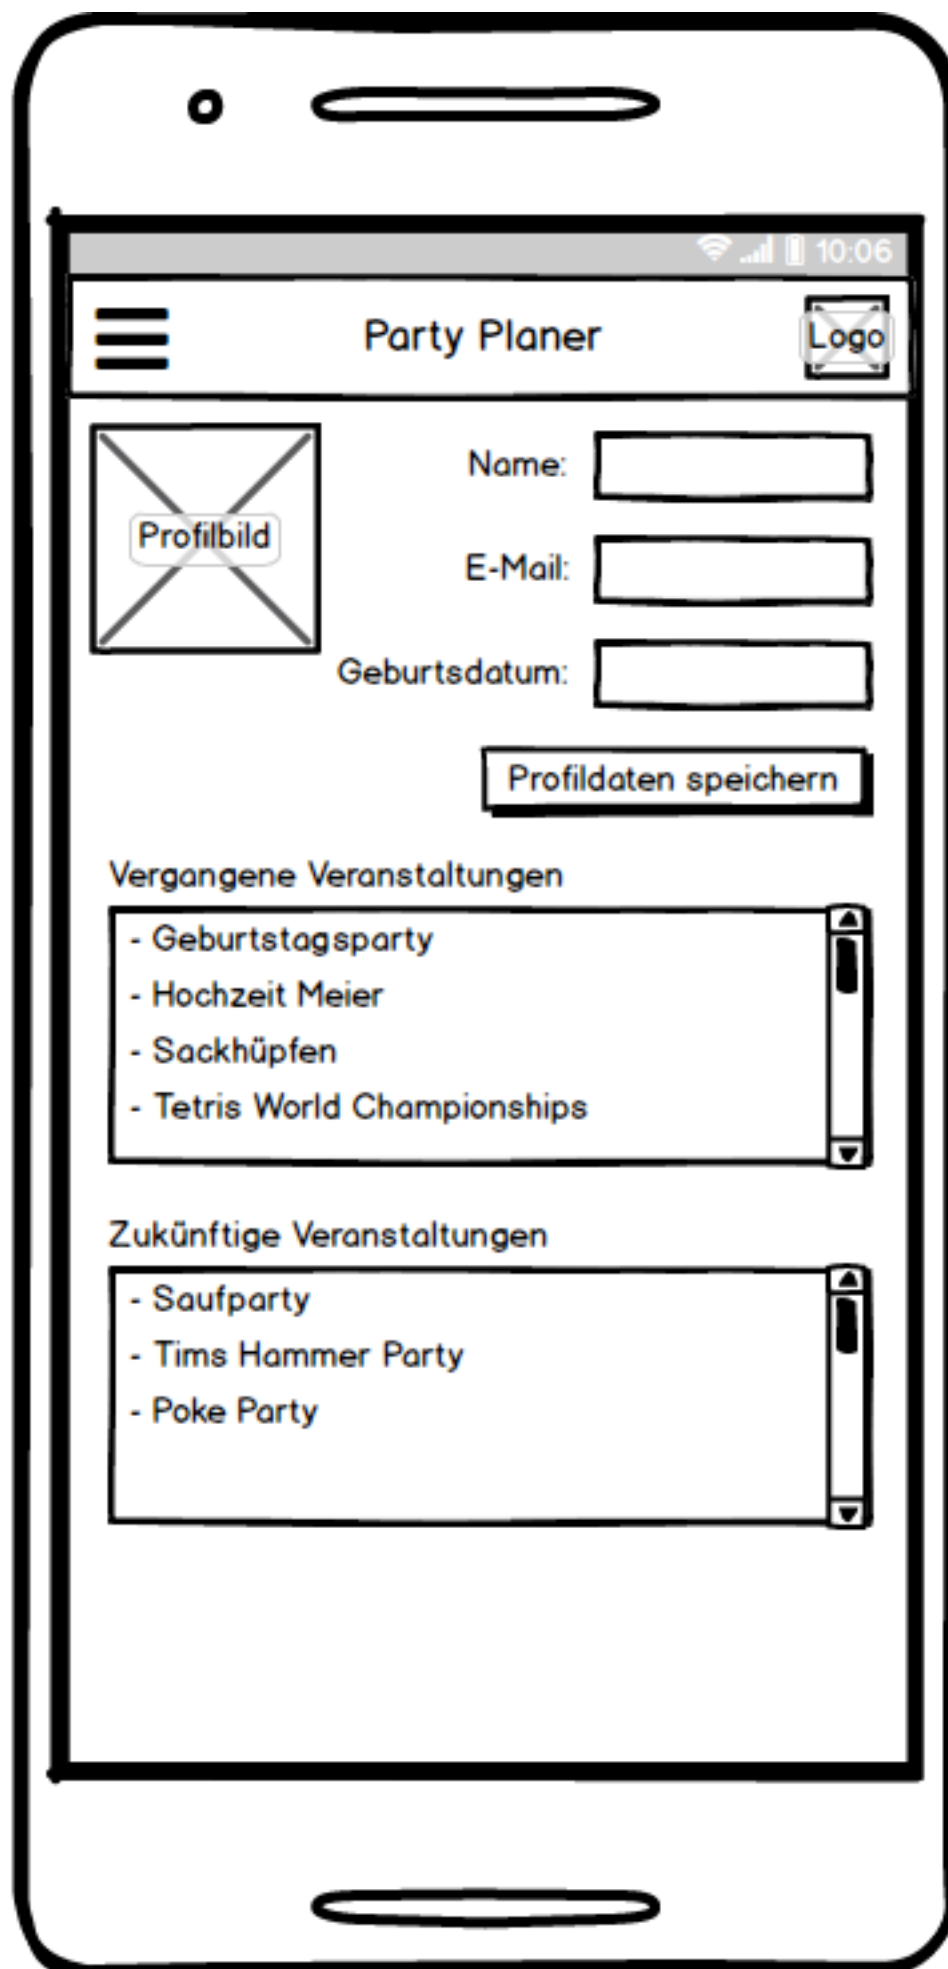 10:06
Party Planer
Logo
Profilbild
Name:
E-Mail:
Geburtsdatum:
Profildaten speichern
Vergangene Veranstaltungen
- Geburtstagsparty
- Hochzeit Meier
- Sackhüpfen
- Tetris World Championships
Zukünftige Veranstaltungen
- Saufparty
- Tims Hammer Party
- Poke Party